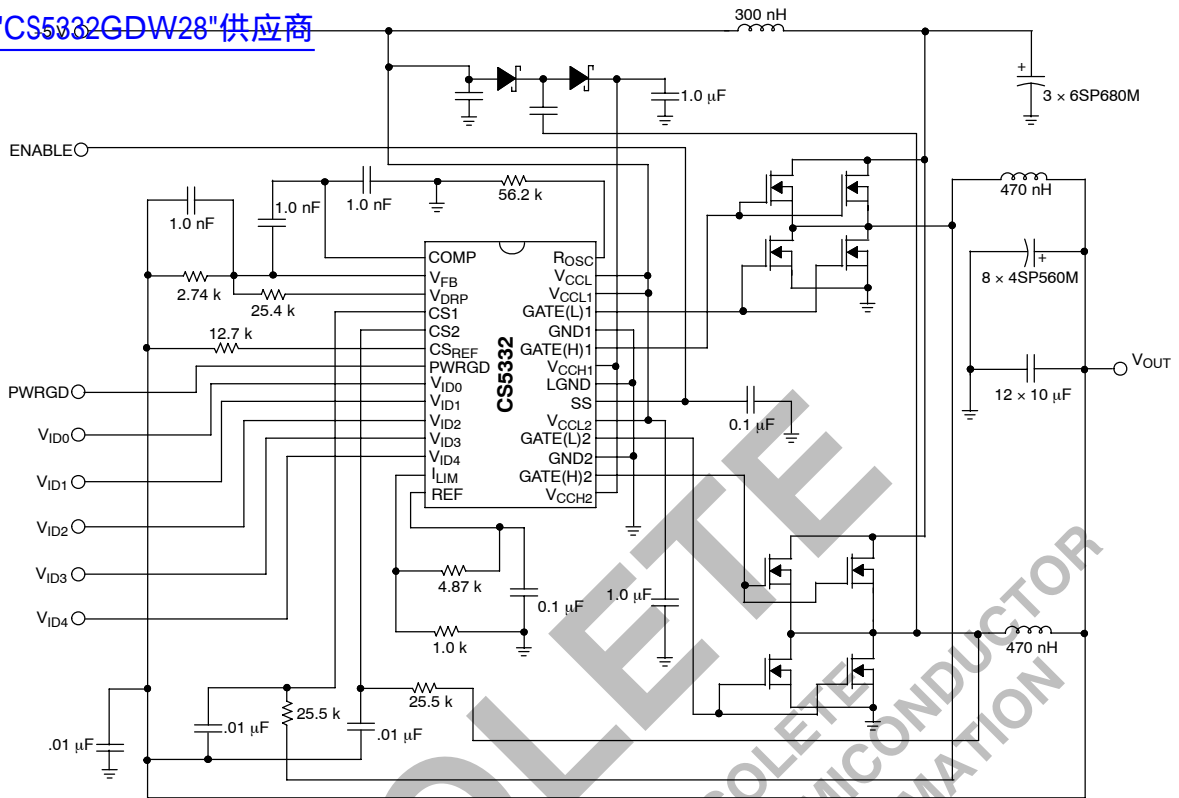 "CS5332GDW28"供应商
5 V
300 nH
+
3 × 6SP680M
1.0 μF
ENABLE
470 nH
56.2 k
1.0 nF
1.0 nF
1.0 nF
+
8 × 4SP560M
COMP
VFB
VDRP
CS1
CS2
CSREF
PWRGD
VID0
VID1
VID2
VID3
VID4
ILIM
REF
CS5332
ROSC
VCCL
VCCL1
GATE(L)1
GND1
GATE(H)1
VCCH1
LGND
SS
VCCL2
GATE(L)2
GND2
GATE(H)2
VCCH2
2.74 k
25.4 k
12.7 k
PWRGD
VID0
VID1
VID2
VID3
VID4
VOUT
12 × 10 μF
0.1 μF
4.87 k
0.1 μF
1.0 k
1.0 μF
470 nH
25.5 k
25.5 k
.01 μF
.01 μF
.01 μF
OLETE
SOLETE
MICONDUCTOR
MATION